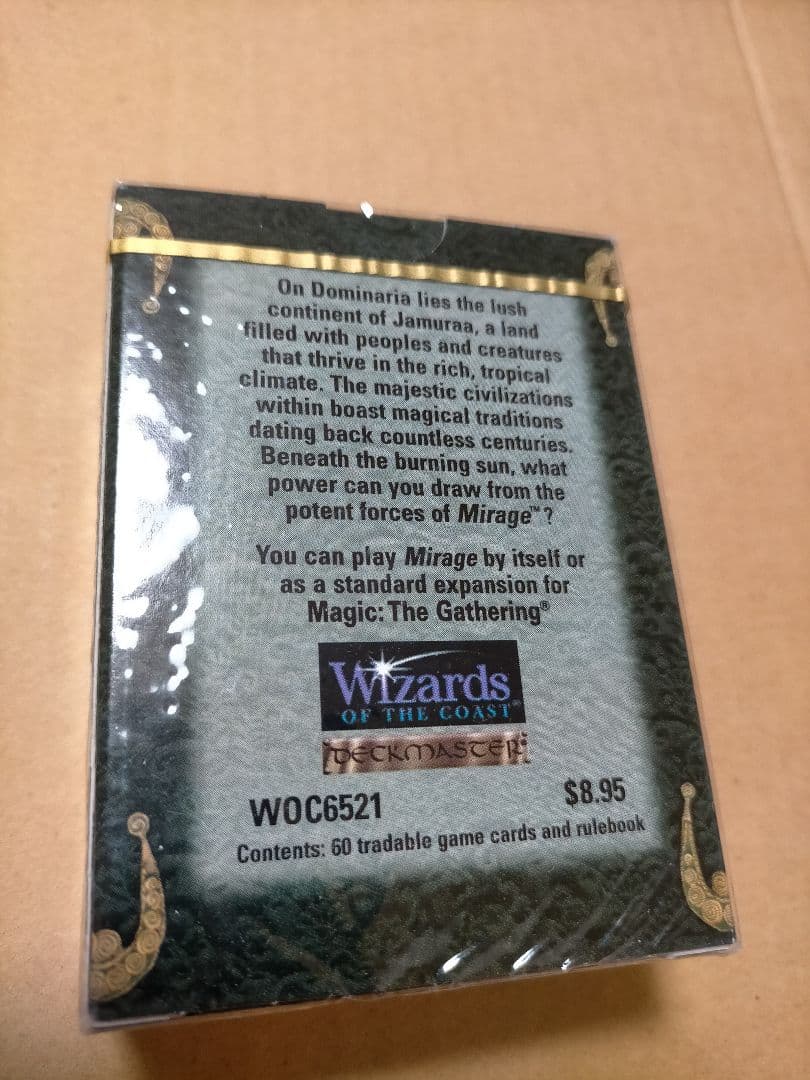 On Dominaria lies the lush
continent of Jamuraa, a land
filled with peoples and creatures
that thrive in the rich, tropical
climate. The majestic civilizations
within boast magical traditions
dating back countless centuries.
Beneath the burning sun, what
power can you draw from the
potent forces of Mirage™?
You can play Mirage by itself or
as a standard expansion for
Magic: The Gathering®
Wizards
OF THE COAST®
DECKMASTER
WOC6521 $8.95
Contents: 60 tradable game cards and rulebook